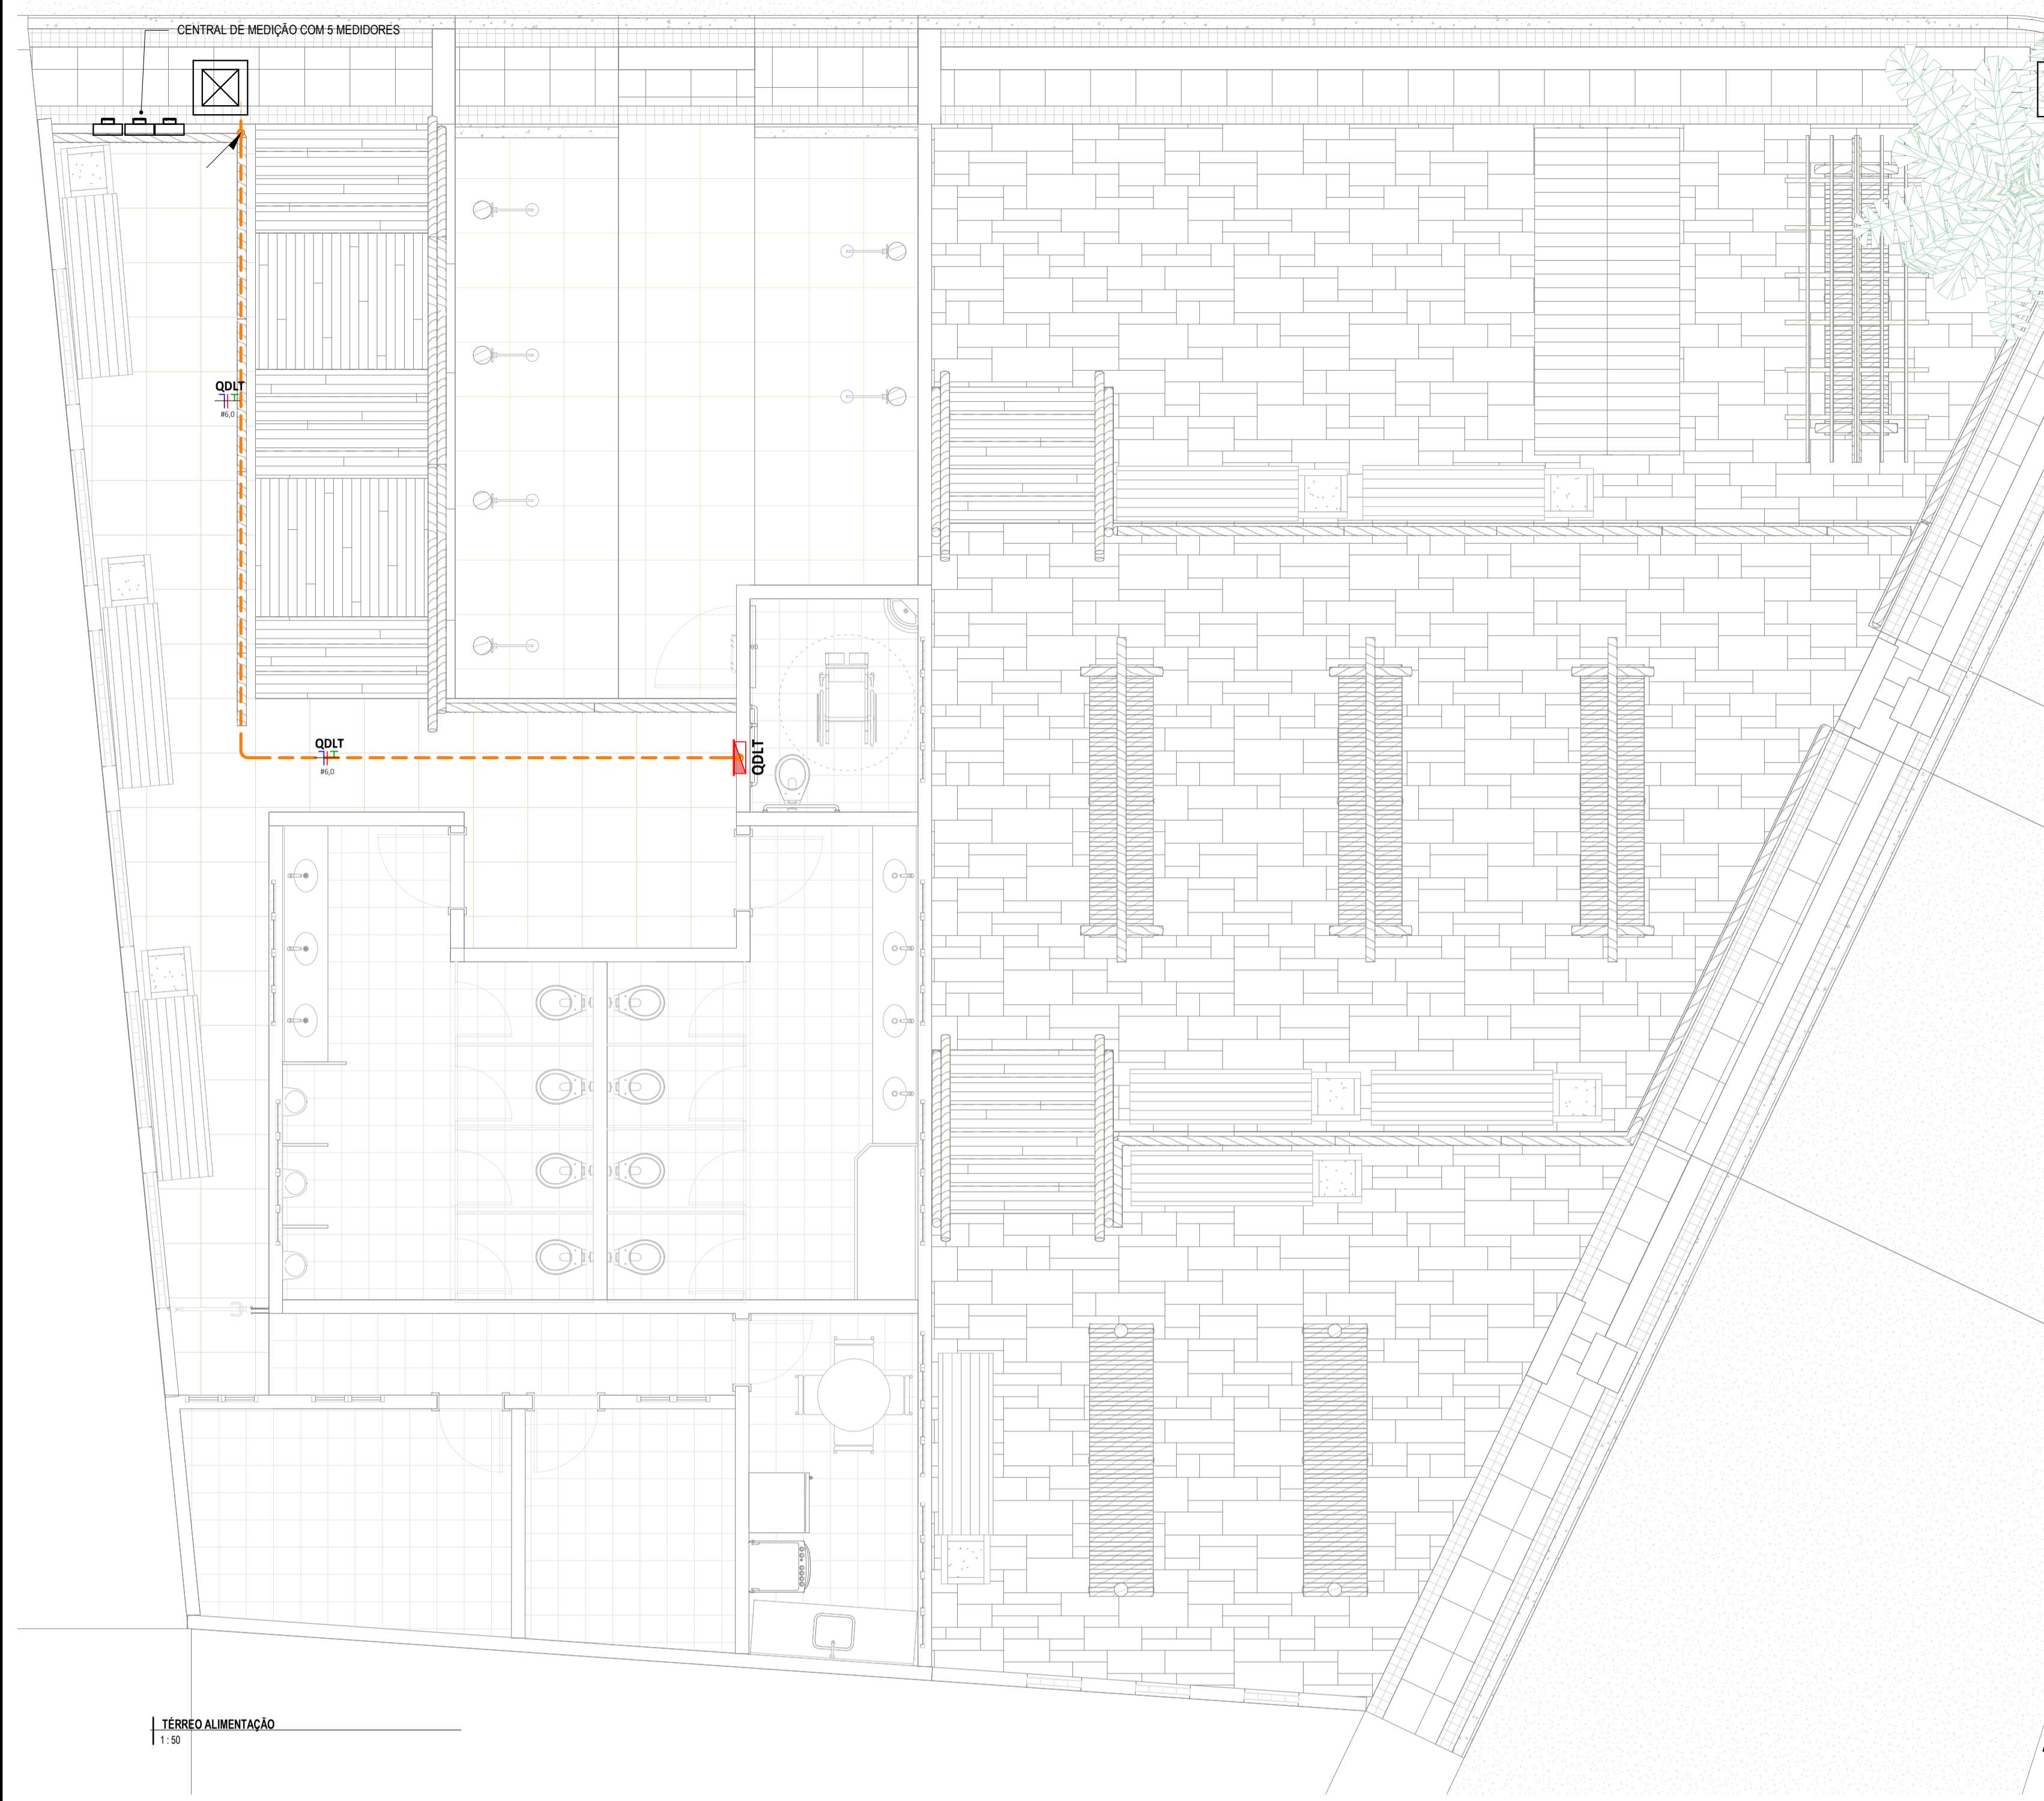 CENTRAL DE MEDIÇÃO COM 5 MEDIDORES
QDLT
#6,0
QDLT
#6,0
QDLT
TÉRREO ALIMENTAÇÃO
1 : 50